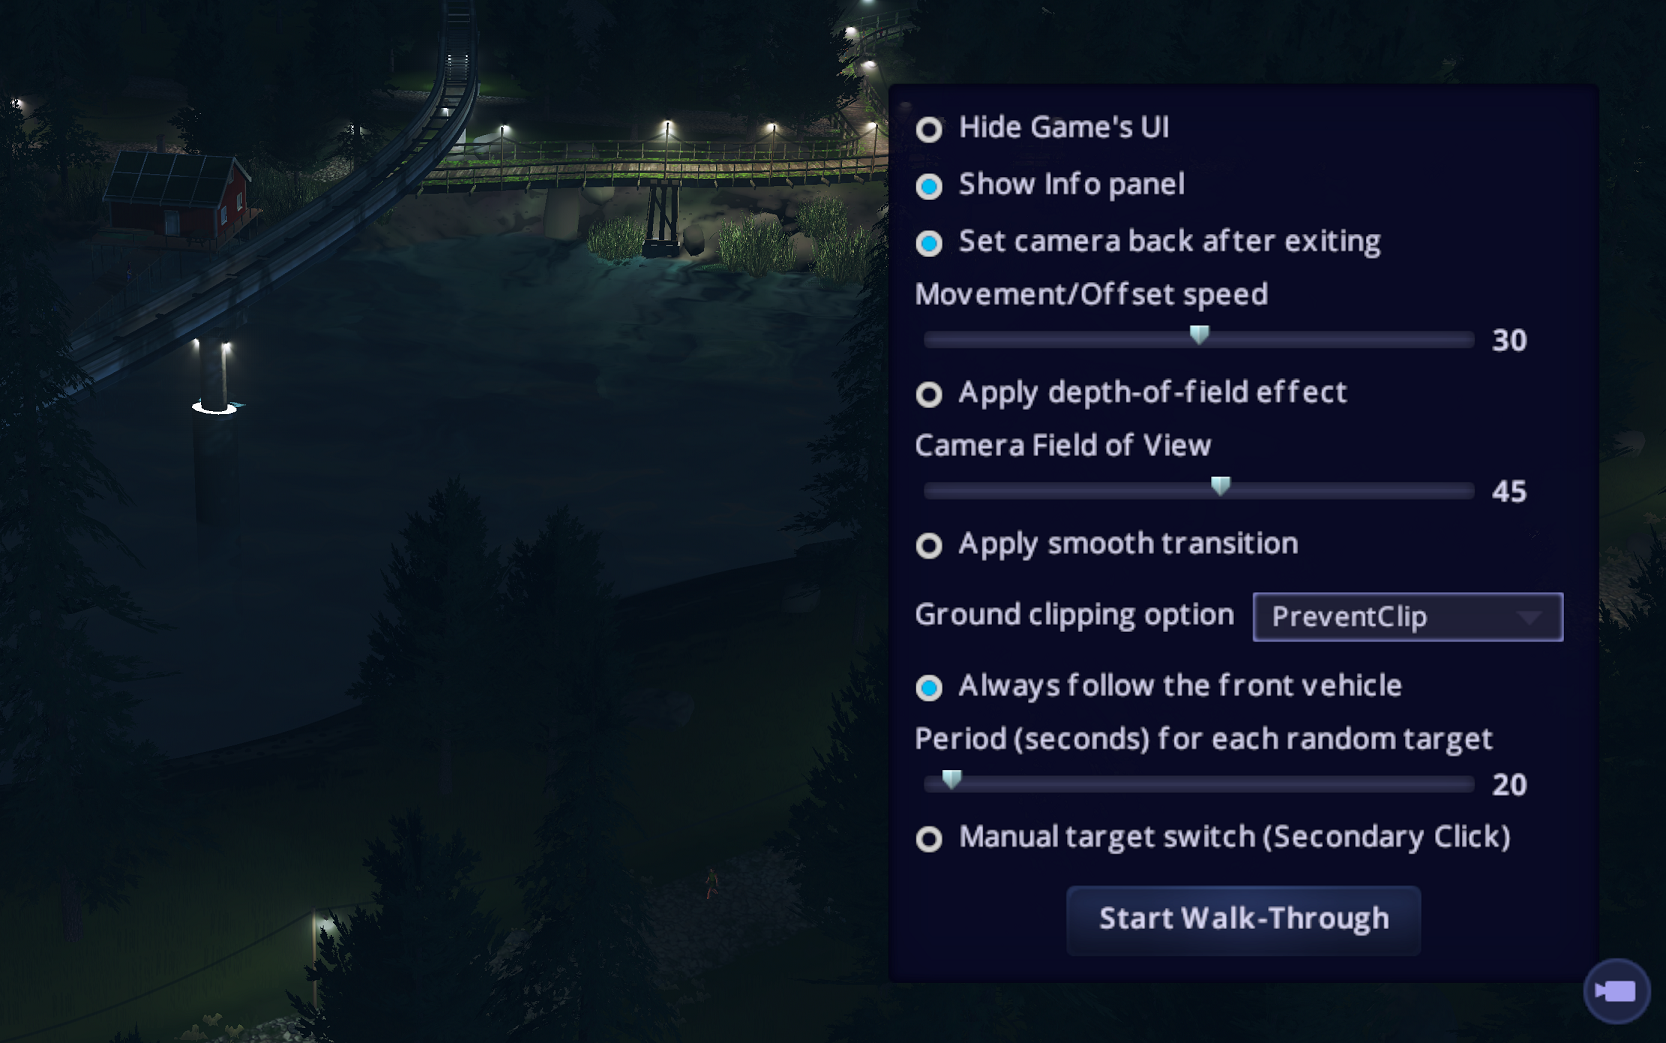 Hide Game's UI
Show Info panel
Set camera back after exiting
Movement/Offset speed
30
Apply depth-of-field effect
Camera Field of View
45
Apply smooth transition
Ground clipping option PreventClip
Always follow the front vehicle
Period (seconds) for each random target
20
Manual target switch (Secondary Click)
Start Walk-Through